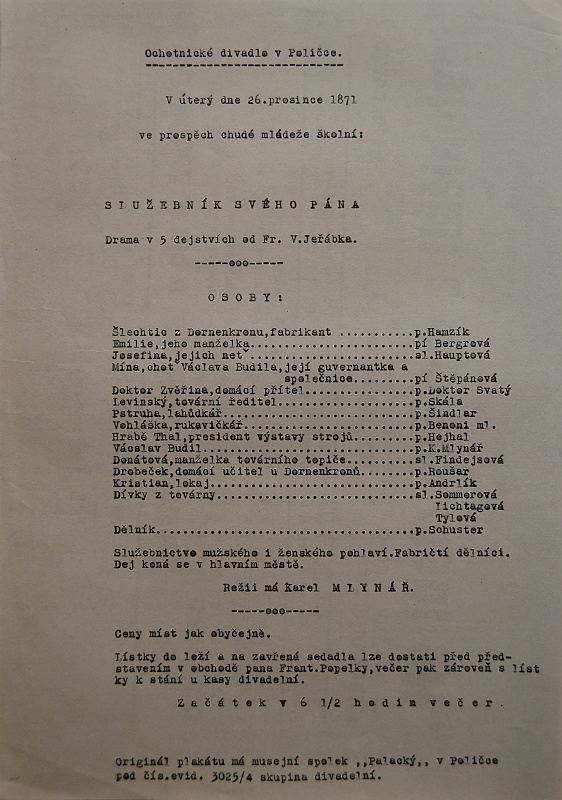 Ochotnické divadlo v Poličce.
V úterý dne 26.prosince 1871
ve prospěch chudé mládeže školní:
SLUŽEBNÍK SVÉHO PÁNA
Drama v 5 dejstvích od Fr. V.Jeřábka.
-----ooo-----
OSOBY:
Šlechtic z Dornenkronu,fabrikant ...........p.Hamzík
Emilie,jeho manželka........................pí Bergrová
Josefina,jejich neť.........................sl.Hauptová
Mína,choť Václava Budila,její guvernantka a
společnice.........pí Štěpánová
Doktor Zvěřina,domácí přítel................p.Doktor Svatý
Levinský,tovární ředitel....................p.Skála
Pstruha,lahůdkář............................p.Šindlar
Vohláška,rukavičkář.........................p.Benoni ml.
Hrabě Thal,president výstavy strojů.........p.Hejhal
Václav Budil................................p.K.Mlynář
Donátová,manželka továrního topiče..........sl.Findejsová
Drobeček,domácí učitel u Dornenkronů........p.Roušar
Kristian,lokaj..............................p.Andrlík
Dívky z továrny.............................sl.Sommerová
Lichtagová
Tylová
Dělník......................................p.Schuster
Služebnictvo mužského i ženského pohlaví.Fabričtí dělníci.
Dej koná se v hlavním městě.
Režii má Karel MLYNÁŘ.
-----ooo-----
Ceny míst jak obyčejně.
Lístky do loží a na zavřená sedadla lze dostati před před-
stavením v obchodě pana Frant.Popelky,večer pak zároveň s líst
ky k stání u kasy divadelní.
Začátek v 6 1/2 hodin večer.
Originál plakátu má musejní spolek ,,Palacký,, v Poličce
pod čís.evid. 3025/4 skupina divadelní.